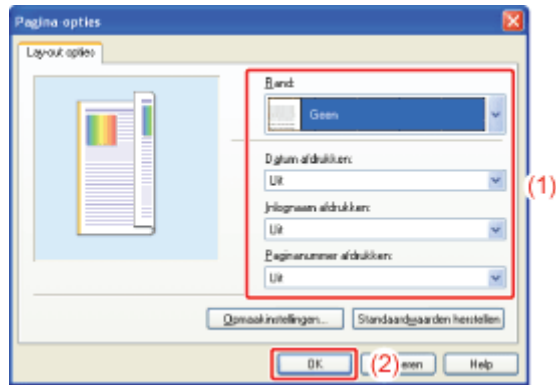 Pagina opties
Lay-out opties
Rand:
Geen
Datum afdrukken:
Uit
(1)
Inlognaam afdrukken:
Uit
Paginanummer afdrukken:
Uit
Opmaakinstellingen...
Standaardwaarden herstellen
OK
(2)
Help